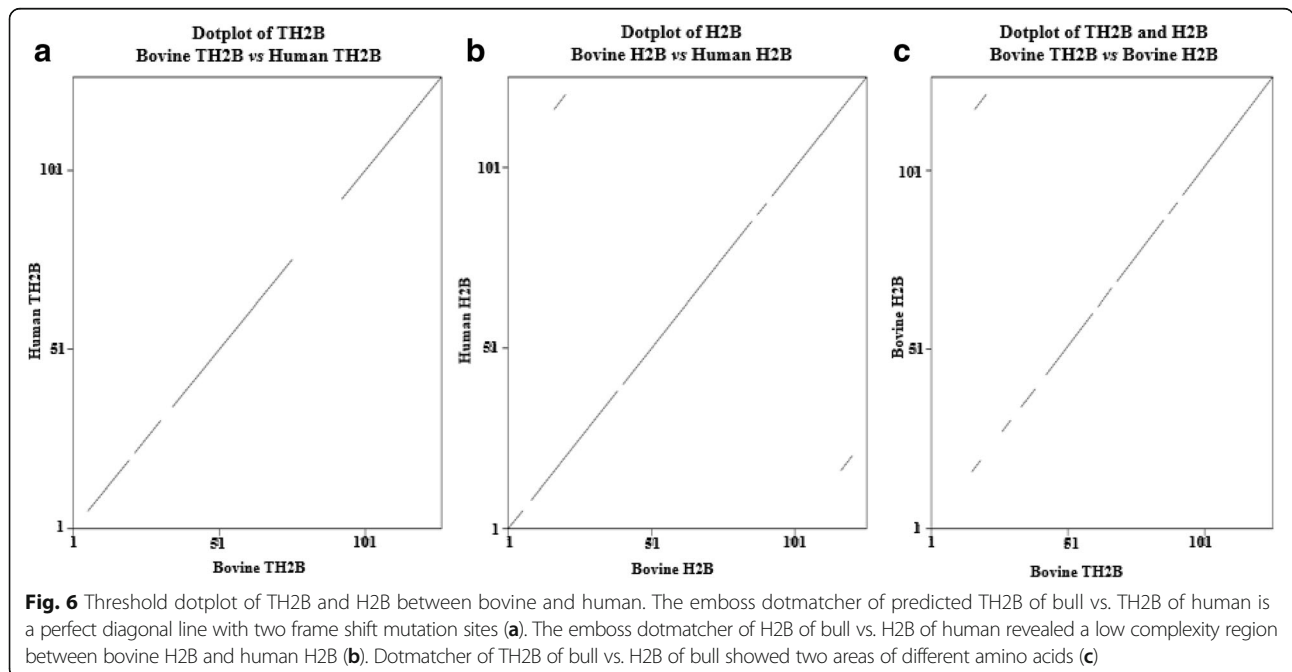 a
Dotplot of TH2B
Bovine TH2B vs Human TH2B
101
51
1
Human TH2B
1
51
101
Bovine TH2B
b
Dotplot of H2B
Bovine H2B vs Human H2B
101
51
1
Human H2B
1
51
101
Bovine H2B
c
Dotplot of TH2B and H2B
Bovine TH2B vs Bovine H2B
101
51
1
Bovine H2B
1
51
101
Bovine TH2B
Fig. 6 Threshold dotplot of TH2B and H2B between bovine and human. The emboss dotmatcher of predicted TH2B of bull vs. TH2B of human is
a perfect diagonal line with two frame shift mutation sites (a). The emboss dotmatcher of H2B of bull vs. H2B of human revealed a low complexity region
between bovine H2B and human H2B (b). Dotmatcher of TH2B of bull vs. H2B of bull showed two areas of different amino acids (c)